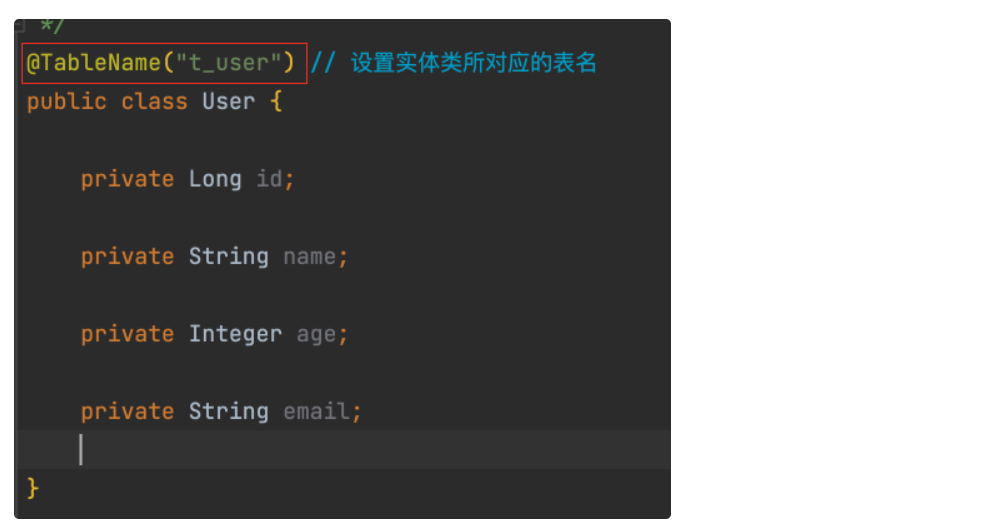 */
@TableName("t_user") // 设置实体类所对应的表名
public class User {
private Long id;
private String name;
private Integer age;
private String email;
}